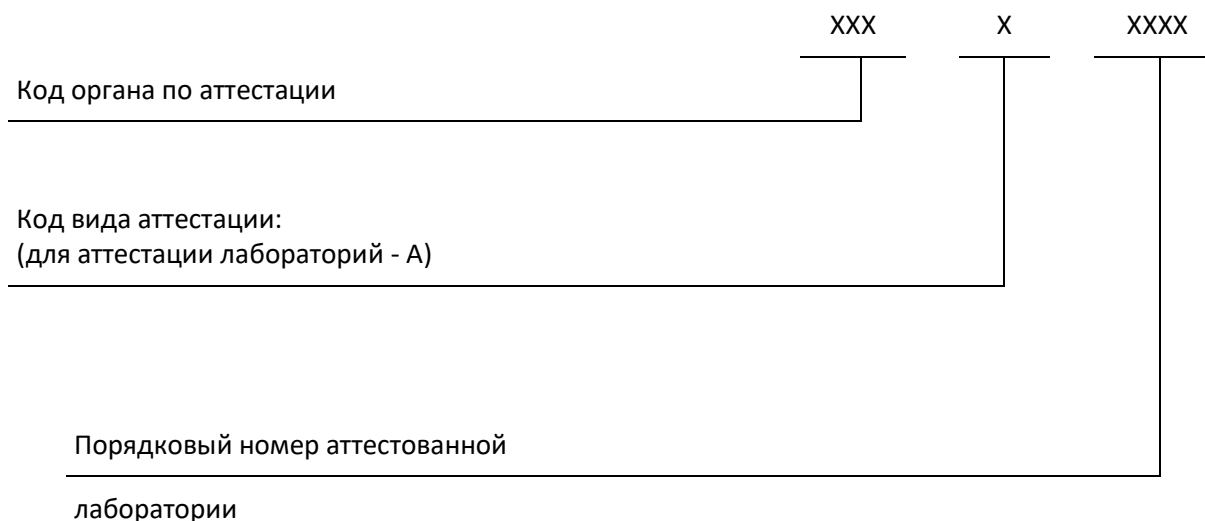 XXX X XXXX
Код органа по аттестации
Код вида аттестации:
(для аттестации лабораторий - А)
Порядковый номер аттестованной
лаборатории